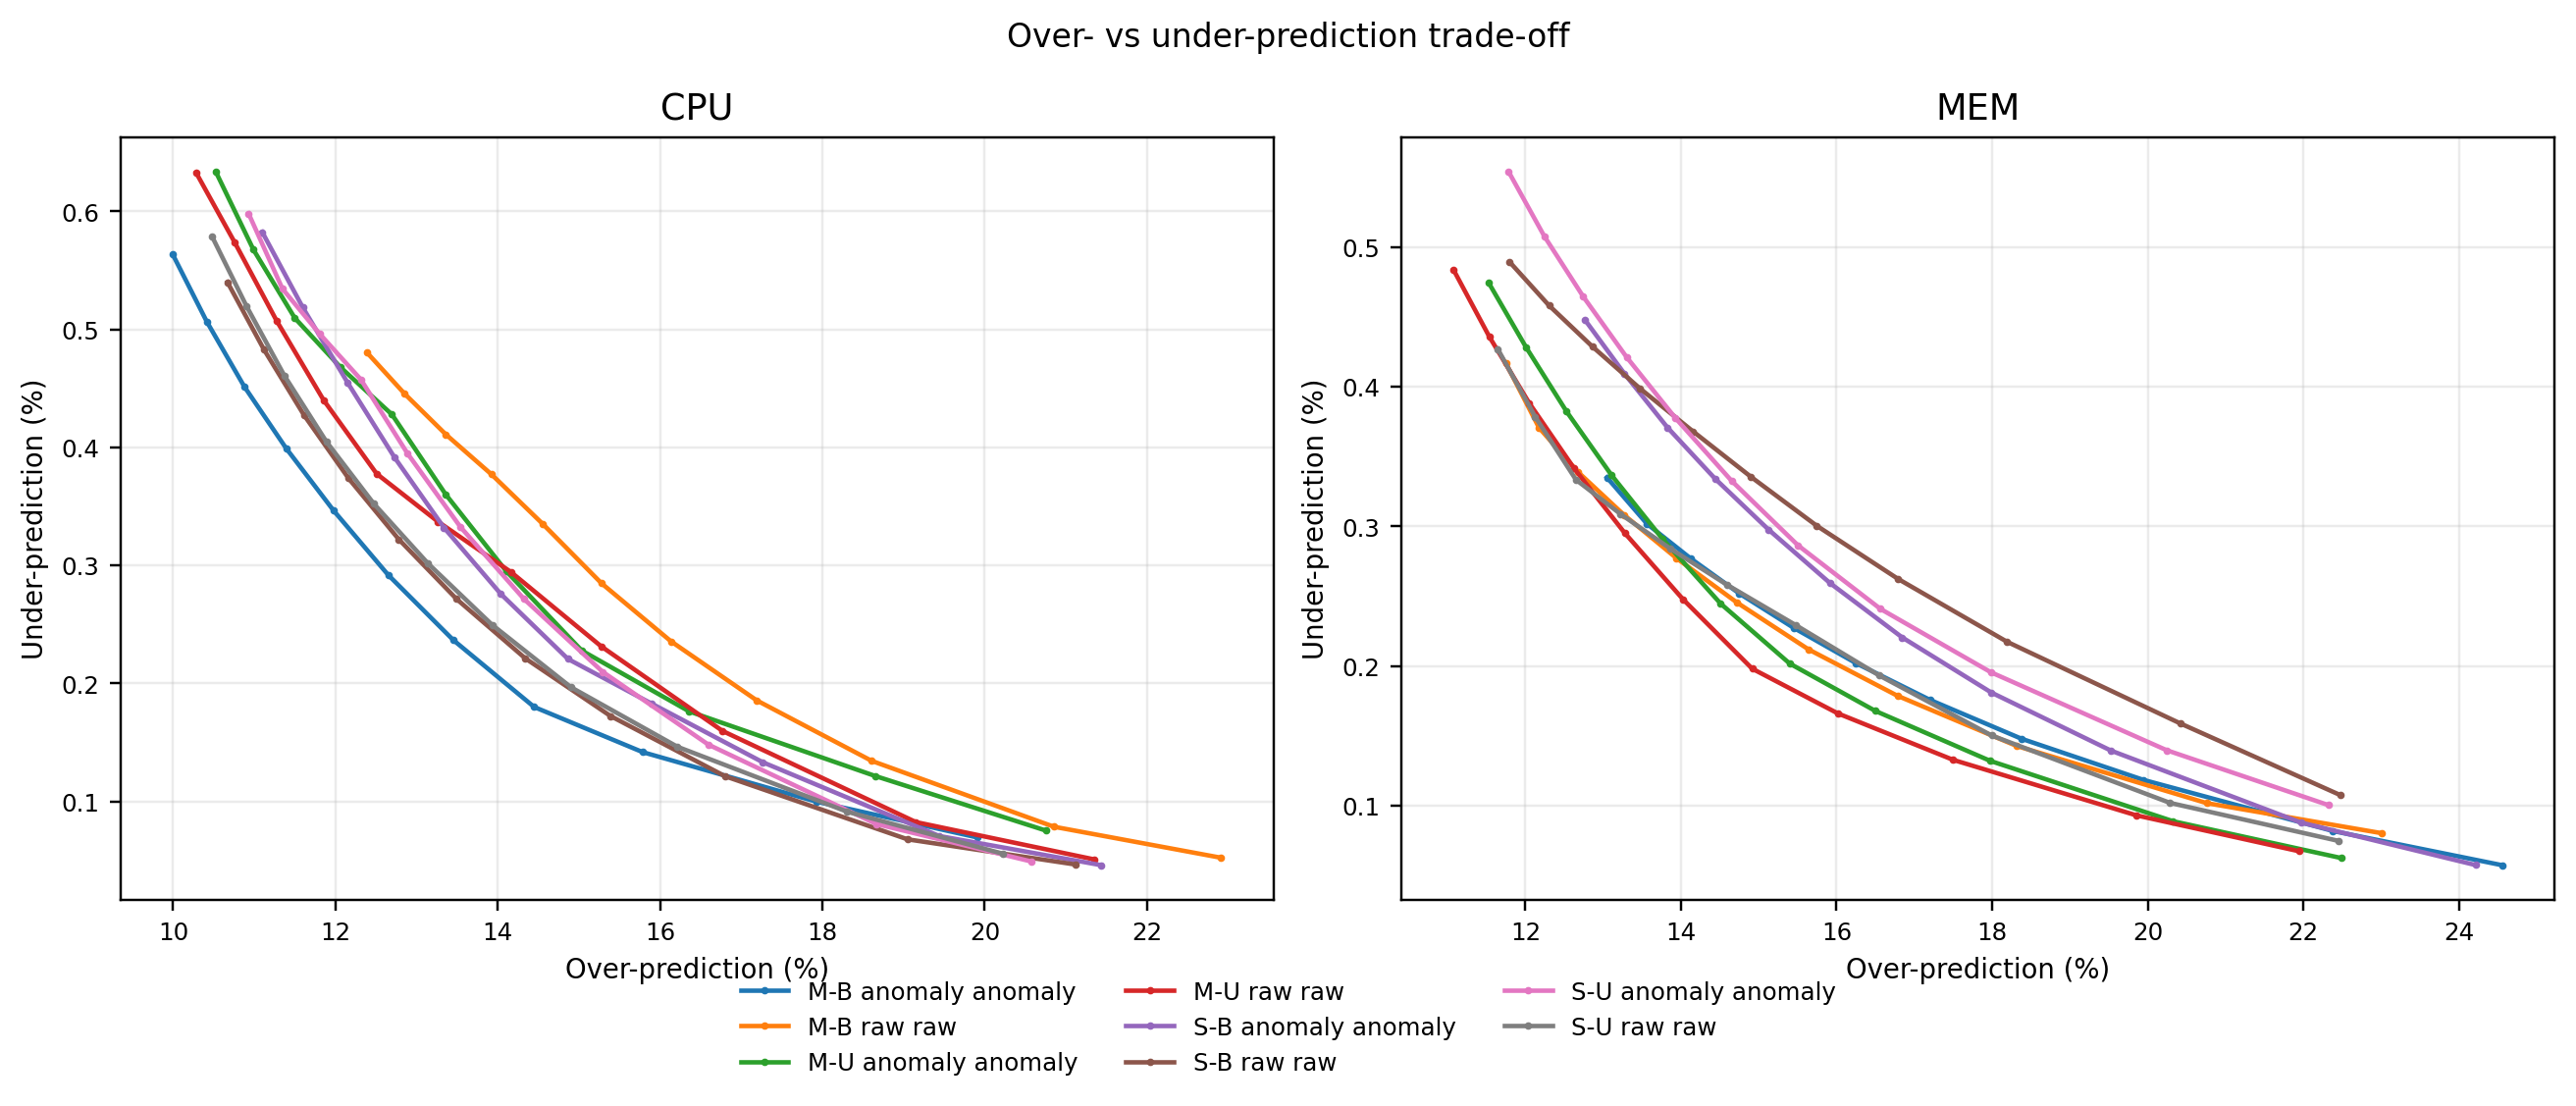 Over- vs under-prediction trade-off
CPU
Under-prediction (%)
0.6
0.5
0.4
0.3
0.2
0.1
10 12 14 16 18 20 22
Over-prediction (%)
MEM
Under-prediction (%)
0.5
0.4
0.3
0.2
0.1
12 14 16 18 20 22 24
Over-prediction (%)
M-B anomaly anomaly
M-B raw raw
M-U anomaly anomaly
M-U raw raw
S-B anomaly anomaly
S-B raw raw
S-U anomaly anomaly
S-U raw raw